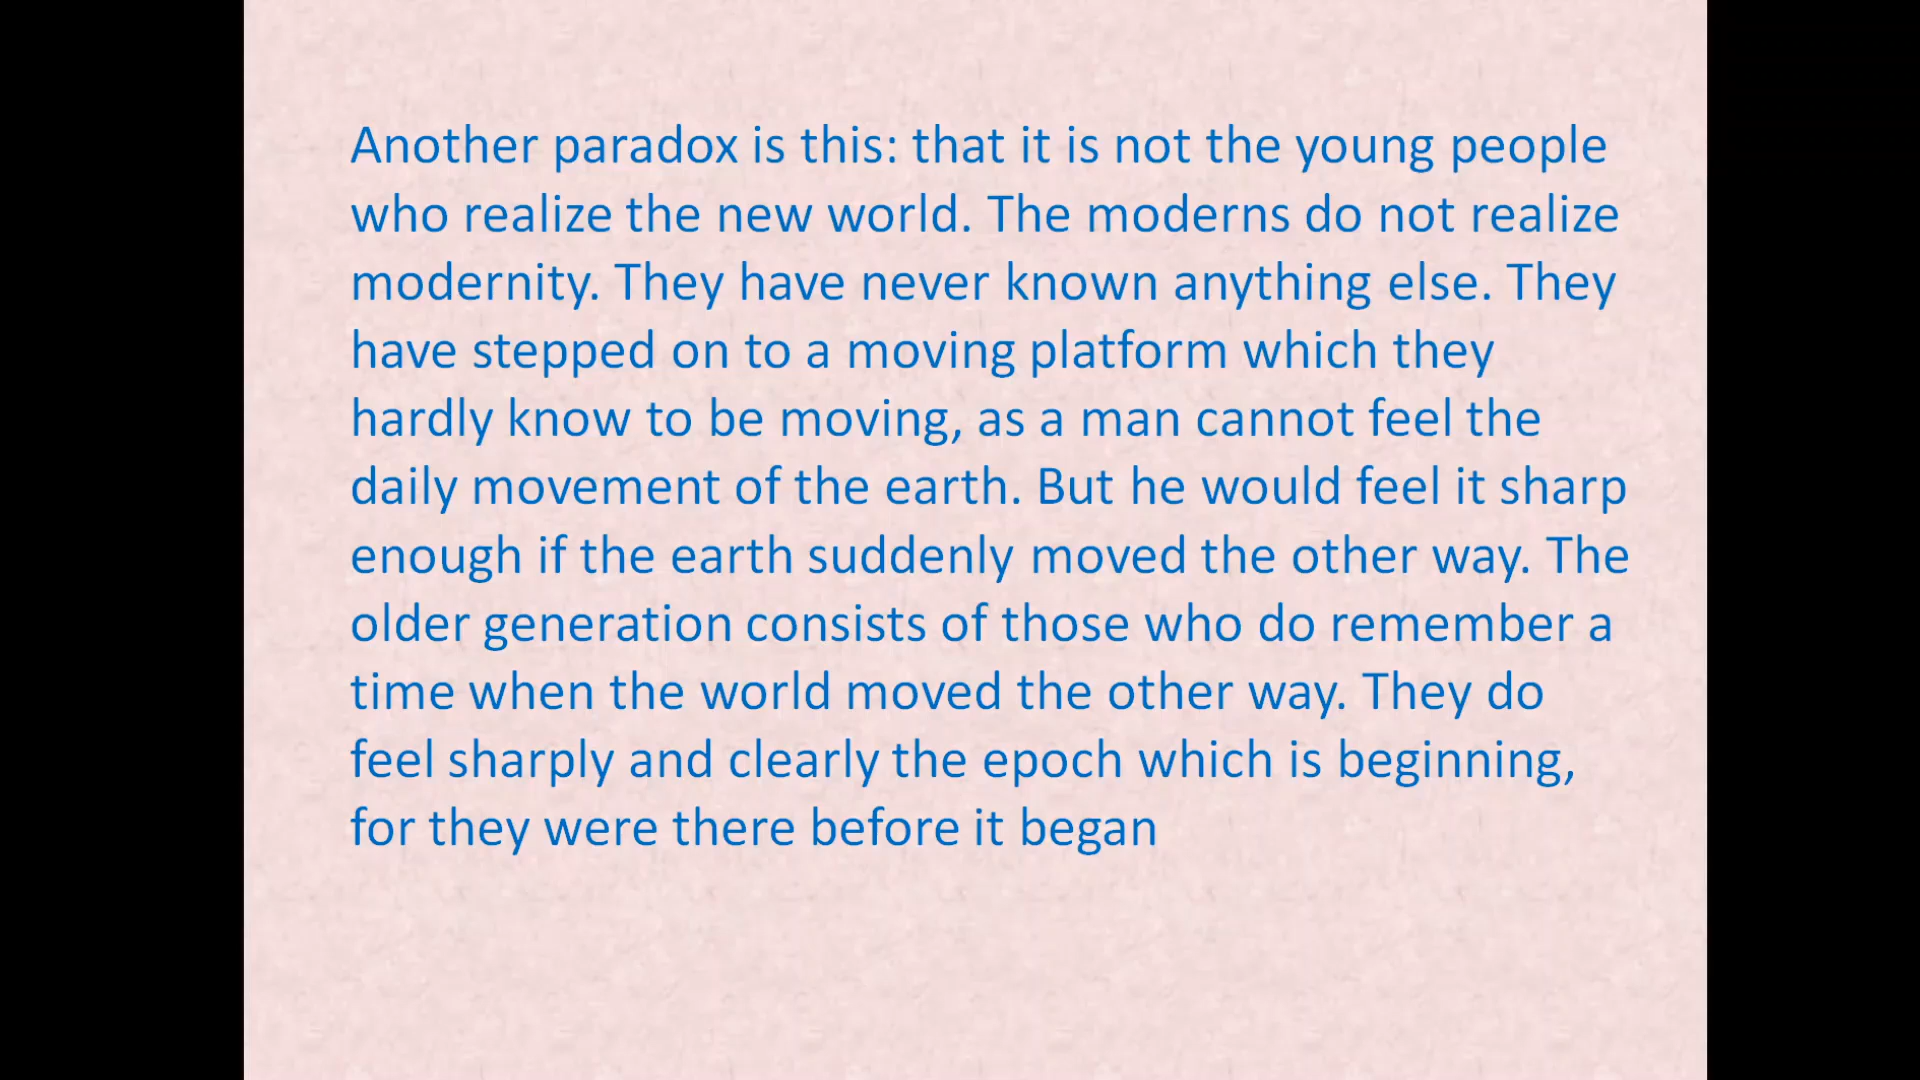 Another paradox is this: that it is not the young people
who realize the new world. The moderns do not realize
modernity. They have never known anything else. They
have stepped on to a moving platform which they
hardly know to be moving, as a man cannot feel the
daily movement of the earth. But he would feel it sharp
enough if the earth suddenly moved the other way. The
older generation consists of those who do remember a
time when the world moved the other way. They do
feel sharply and clearly the epoch which is beginning,
for they were there before it began